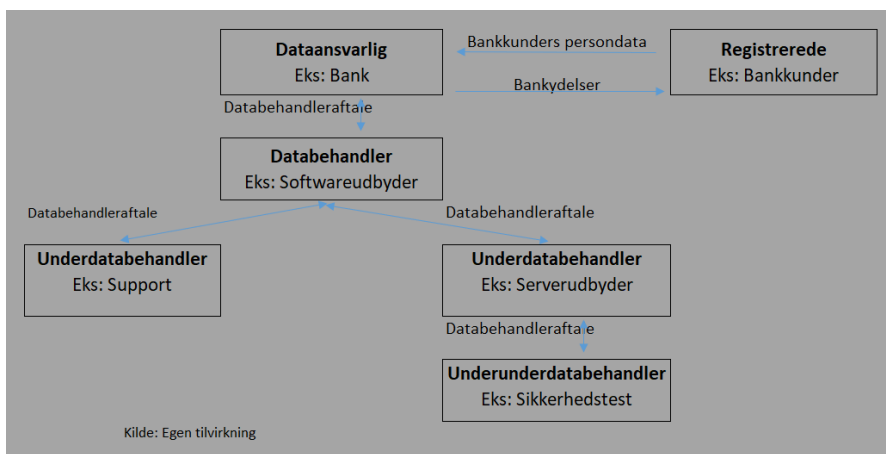 Dataansvarlig
Eks: Bank
Bankkunders persondata
Bankydelser
Registrerede
Eks: Bankkunder
Databehandleraftale
Databehandler
Eks: Softwareudbyder
Databehandleraftale
Databehandleraftale
Underdatabehandler
Eks: Support
Underdatabehandler
Eks: Serverudbyder
Databehandleraftale
Underunderdatabehandler
Eks: Sikkerhedstest
Kilde: Egen tilvirkning